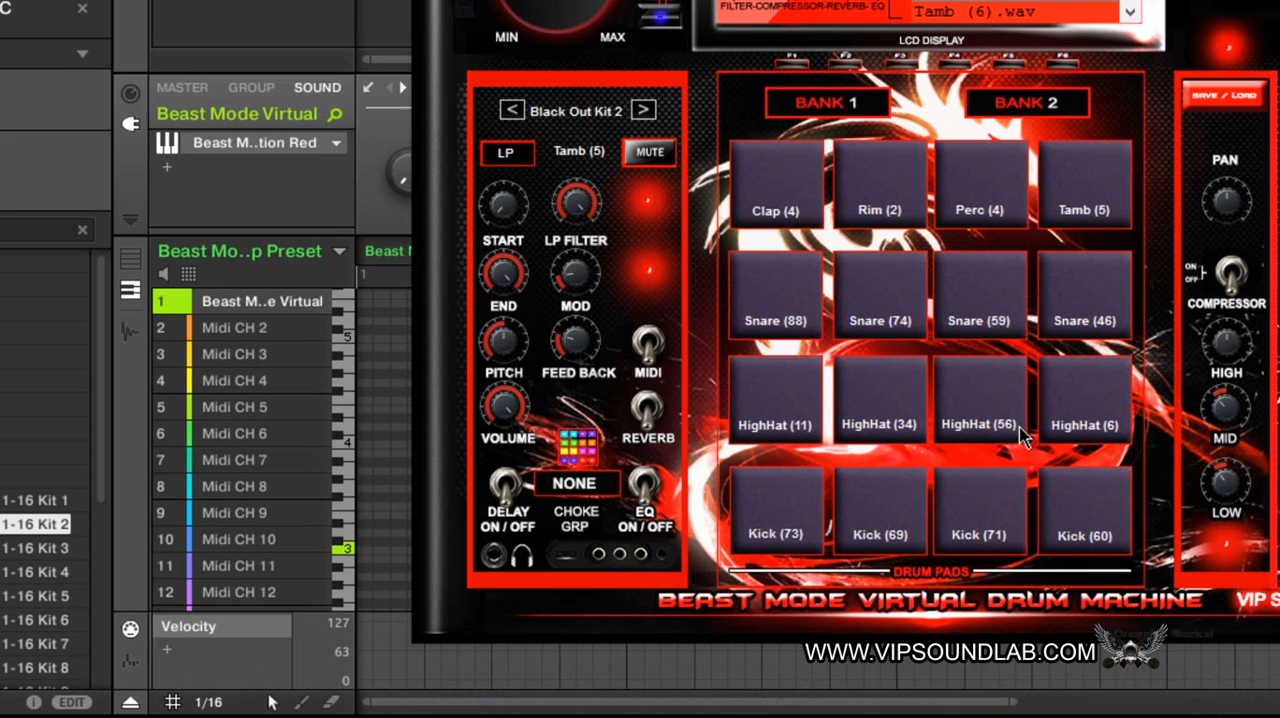 C
MASTER GROUP SOUND
Beast Mode Virtual
Beast M..tion Red
+
Beast Mo..p Preset
Beast M
1
1 Beast M..e Virtual
2 Midi CH 2
3 Midi CH 3
4 Midi CH 4
5 Midi CH 5
6 Midi CH 6
7 Midi CH 7
8 Midi CH 8
9 Midi CH 9
10 Midi CH 10
11 Midi CH 11
12 Midi CH 12
5
4
3
1-16 Kit 1
1-16 Kit 2
1-16 Kit 3
1-16 Kit 4
1-16 Kit 5
1-16 Kit 6
1-16 Kit 7
1-16 Kit 8
Velocity
+
127
63
0
EDIT
1/16
MIN MAX
FILTER-COMPRESSOR-REVERB- EQ
Tamb (6).wav
LCD DISPLAY
F1 F2 F3 F4 F5 F6
< Black Out Kit 2 >
LP Tamb (5) MUTE
START LP FILTER
END MOD
PITCH FEED BACK MIDI
VOLUME REVERB
NONE
DELAY
ON / OFF
CHOKE
GRP
EQ
ON / OFF
BANK 1 BANK 2
Clap (4) Rim (2) Perc (4) Tamb (5)
Snare (88) Snare (74) Snare (59) Snare (46)
HighHat (11) HighHat (34) HighHat (56) HighHat (6)
Kick (73) Kick (69) Kick (71) Kick (60)
DRUM PADS
SAVE / LOAD
PAN
ON
OFF
COMPRESSOR
HIGH
MID
LOW
BEAST MODE VIRTUAL DRUM MACHINE VIP S
WWW.VIPSOUNDLAB.COM